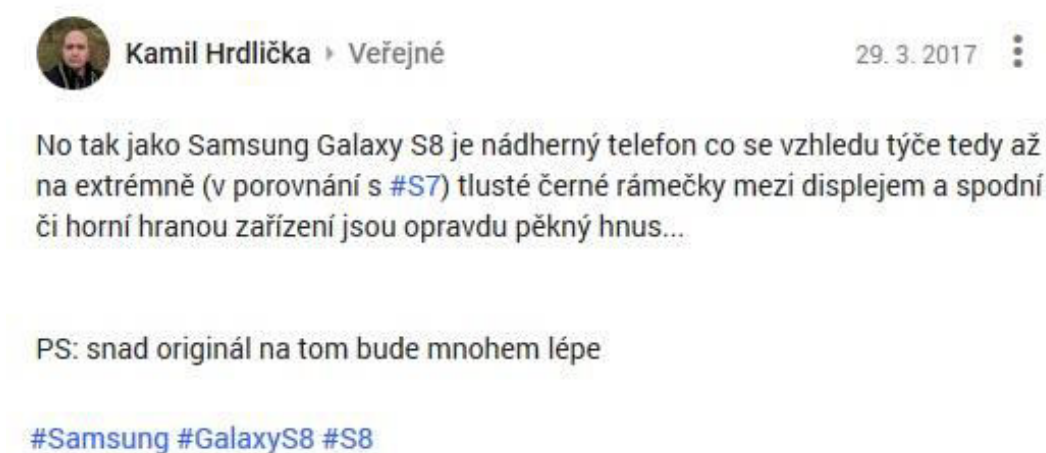 Kamil Hrdlička ▸ Veřejné 29. 3. 2017
No tak jako Samsung Galaxy S8 je nádherný telefon co se vzhledu týče tedy až
na extrémně (v porovnání s #S7) tlusté černé rámečky mezi displejem a spodní
či horní hranou zařízení jsou opravdu pěkný hnus...
PS: snad originál na tom bude mnohem lépe
#Samsung #GalaxyS8 #S8